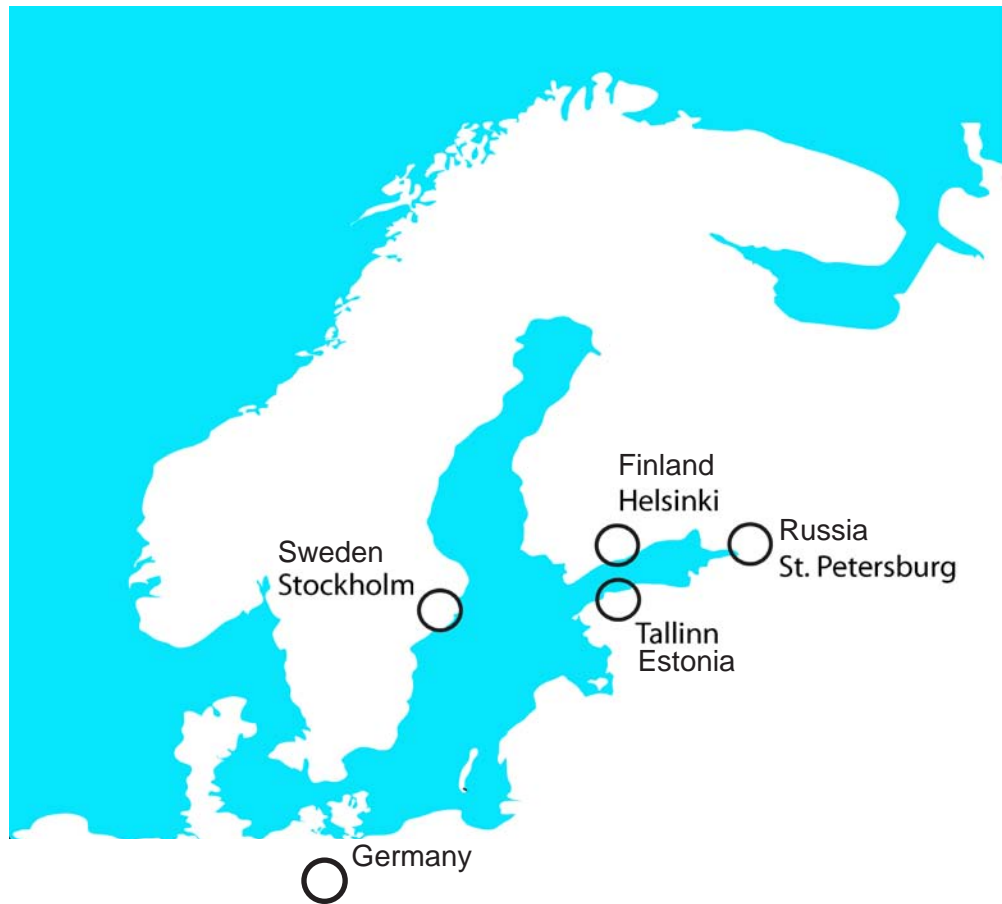 Finland
Helsinki
Russia
St. Petersburg
Sweden
Stockholm
Tallinn
Estonia
Germany